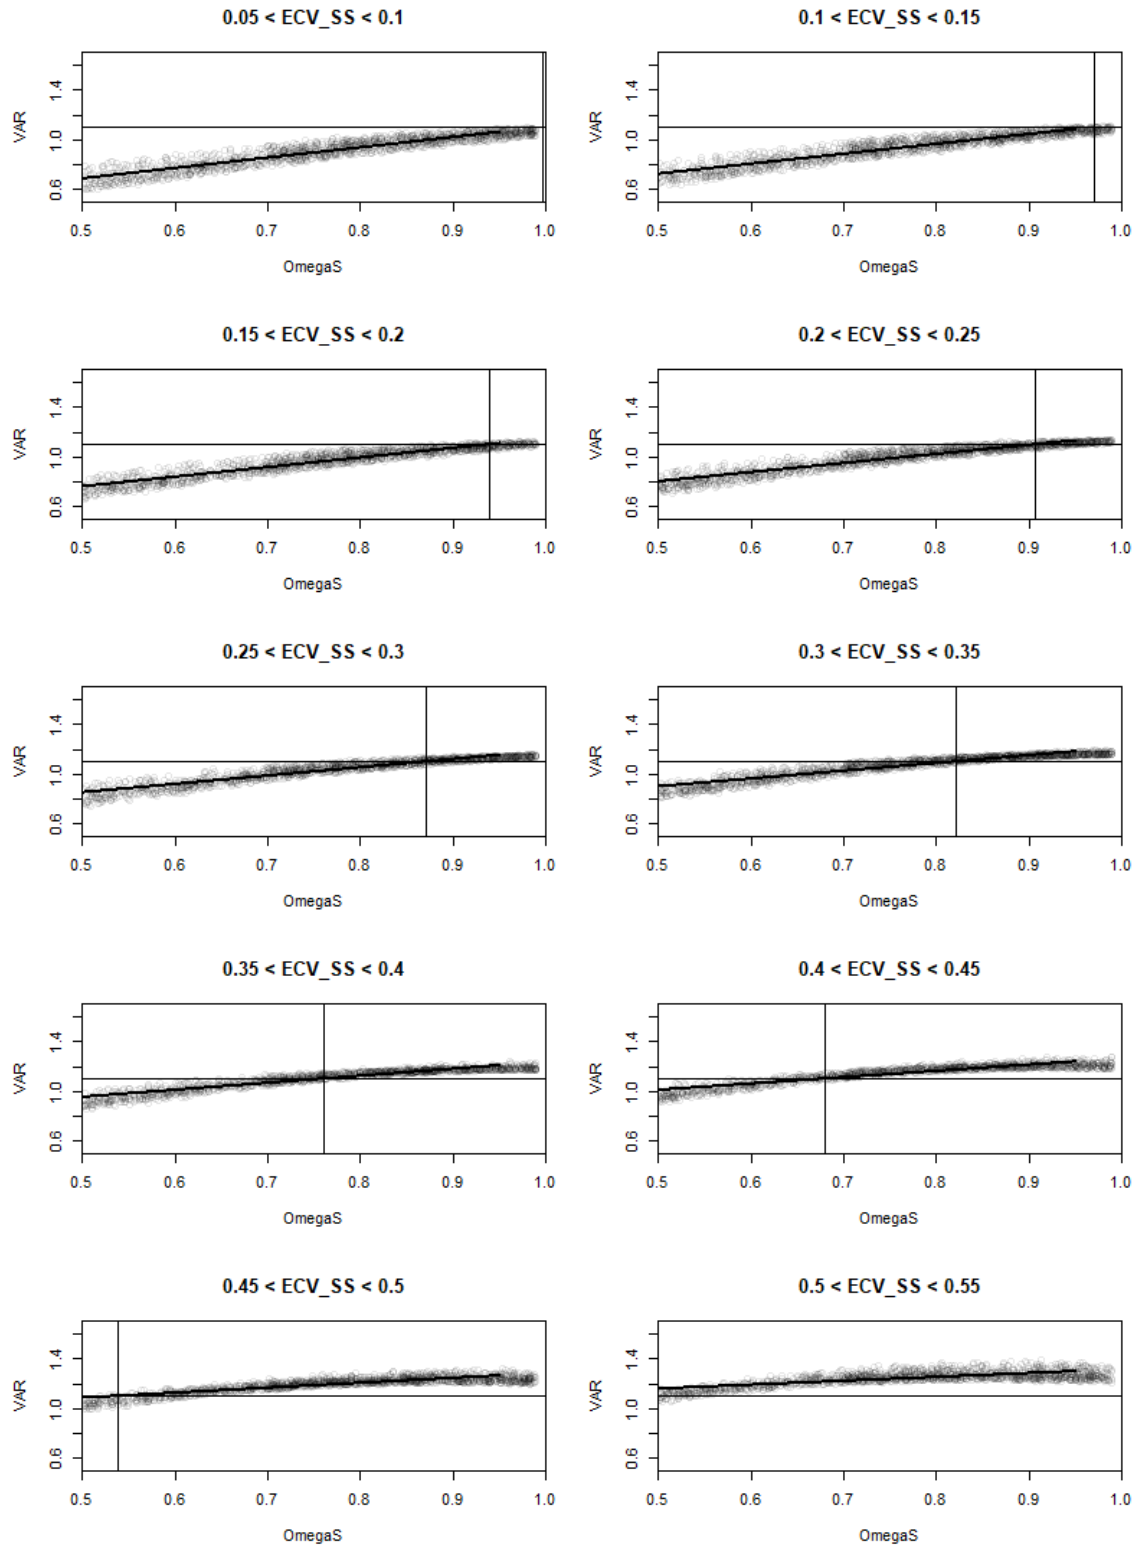 0.05 < ECV_SS < 0.1
VAR
0.6 1.0 1.4
0.5 0.6 0.7 0.8 0.9 1.0
OmegaS
0.1 < ECV_SS < 0.15
VAR
0.6 1.0 1.4
0.5 0.6 0.7 0.8 0.9 1.0
OmegaS
0.15 < ECV_SS < 0.2
VAR
0.6 1.0 1.4
0.5 0.6 0.7 0.8 0.9 1.0
OmegaS
0.2 < ECV_SS < 0.25
VAR
0.6 1.0 1.4
0.5 0.6 0.7 0.8 0.9 1.0
OmegaS
0.25 < ECV_SS < 0.3
VAR
0.6 1.0 1.4
0.5 0.6 0.7 0.8 0.9 1.0
OmegaS
0.3 < ECV_SS < 0.35
VAR
0.6 1.0 1.4
0.5 0.6 0.7 0.8 0.9 1.0
OmegaS
0.35 < ECV_SS < 0.4
VAR
0.6 1.0 1.4
0.5 0.6 0.7 0.8 0.9 1.0
OmegaS
0.4 < ECV_SS < 0.45
VAR
0.6 1.0 1.4
0.5 0.6 0.7 0.8 0.9 1.0
OmegaS
0.45 < ECV_SS < 0.5
VAR
0.6 1.0 1.4
0.5 0.6 0.7 0.8 0.9 1.0
OmegaS
0.5 < ECV_SS < 0.55
VAR
0.6 1.0 1.4
0.5 0.6 0.7 0.8 0.9 1.0
OmegaS